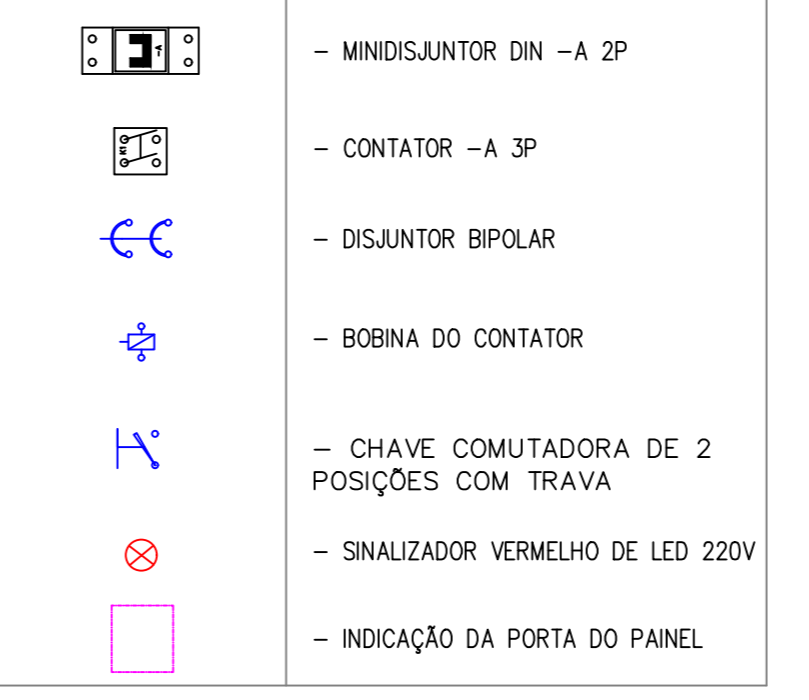 -A
– MINIDISJUNTOR DIN –A 2P
K1
– CONTATOR –A 3P
– DISJUNTOR BIPOLAR
– BOBINA DO CONTATOR
– CHAVE COMUTADORA DE 2
POSIÇÕES COM TRAVA
– SINALIZADOR VERMELHO DE LED 220V
– INDICAÇÃO DA PORTA DO PAINEL